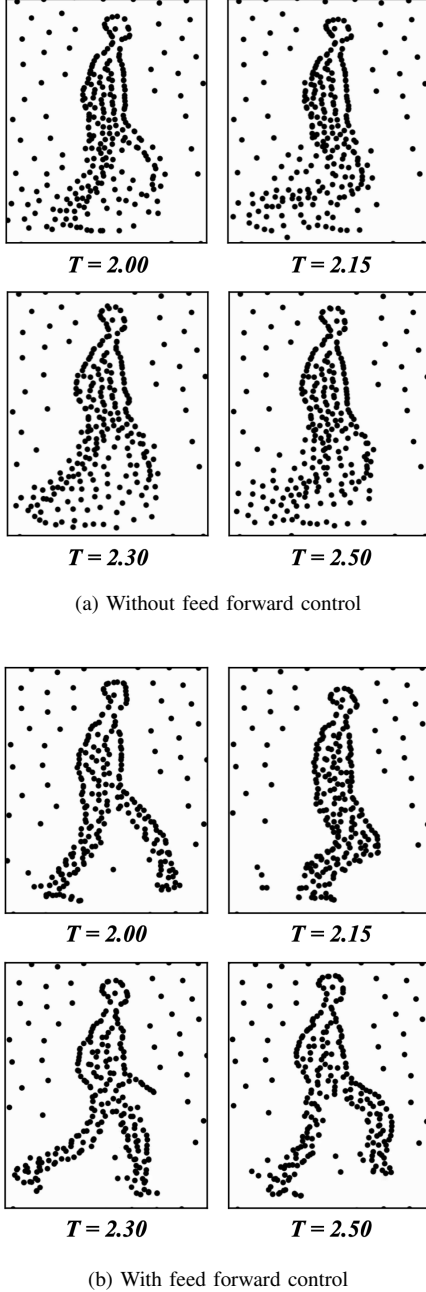 T = 2.00
T = 2.15
T = 2.30
T = 2.50
(a) Without feed forward control
T = 2.00
T = 2.15
T = 2.30
T = 2.50
(b) With feed forward control